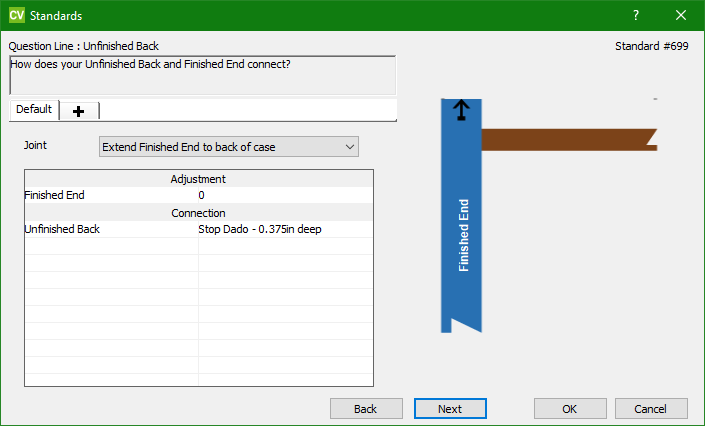 CV Standards
? ×
Question Line : Unfinished Back
Standard #699
How does your Unfinished Back and Finished End connect?
Default
Joint
Extend Finished End to back of case
Adjustment
Finished End 0
Connection
Unfinished Back Stop Dado - 0.375in deep
Finished End
Back Next OK Cancel